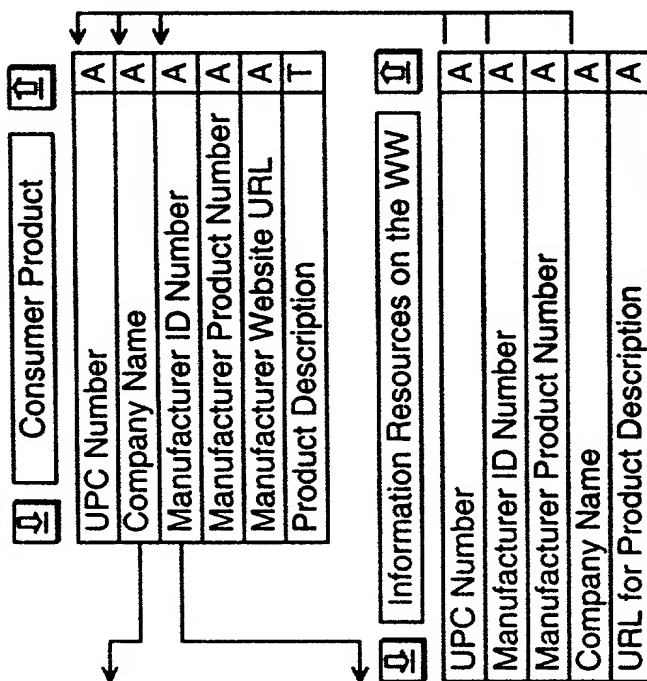 Consumer Product
UPC Number A
Company Name A
Manufacturer ID Number A
Manufacturer Product Number A
Manufacturer Website URL A
Product Description T
Information Resources on the WW
UPC Number A
Manufacturer ID Number A
Manufacturer Product Number A
Company Name A
URL for Product Description A